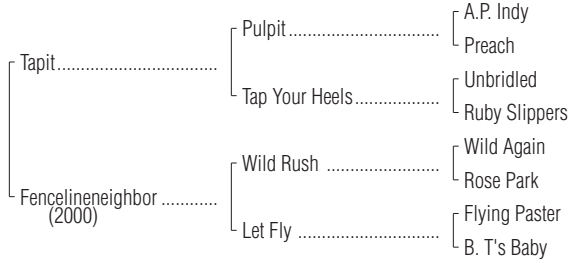 A.P. Indy
Pulpit
Preach
Tapit
Unbridled
Tap Your Heels
Ruby Slippers
Wild Again
Wild Rush
Rose Park
Fencelineneighbor
(2000)
Flying Paster
Let Fly
B. T's Baby